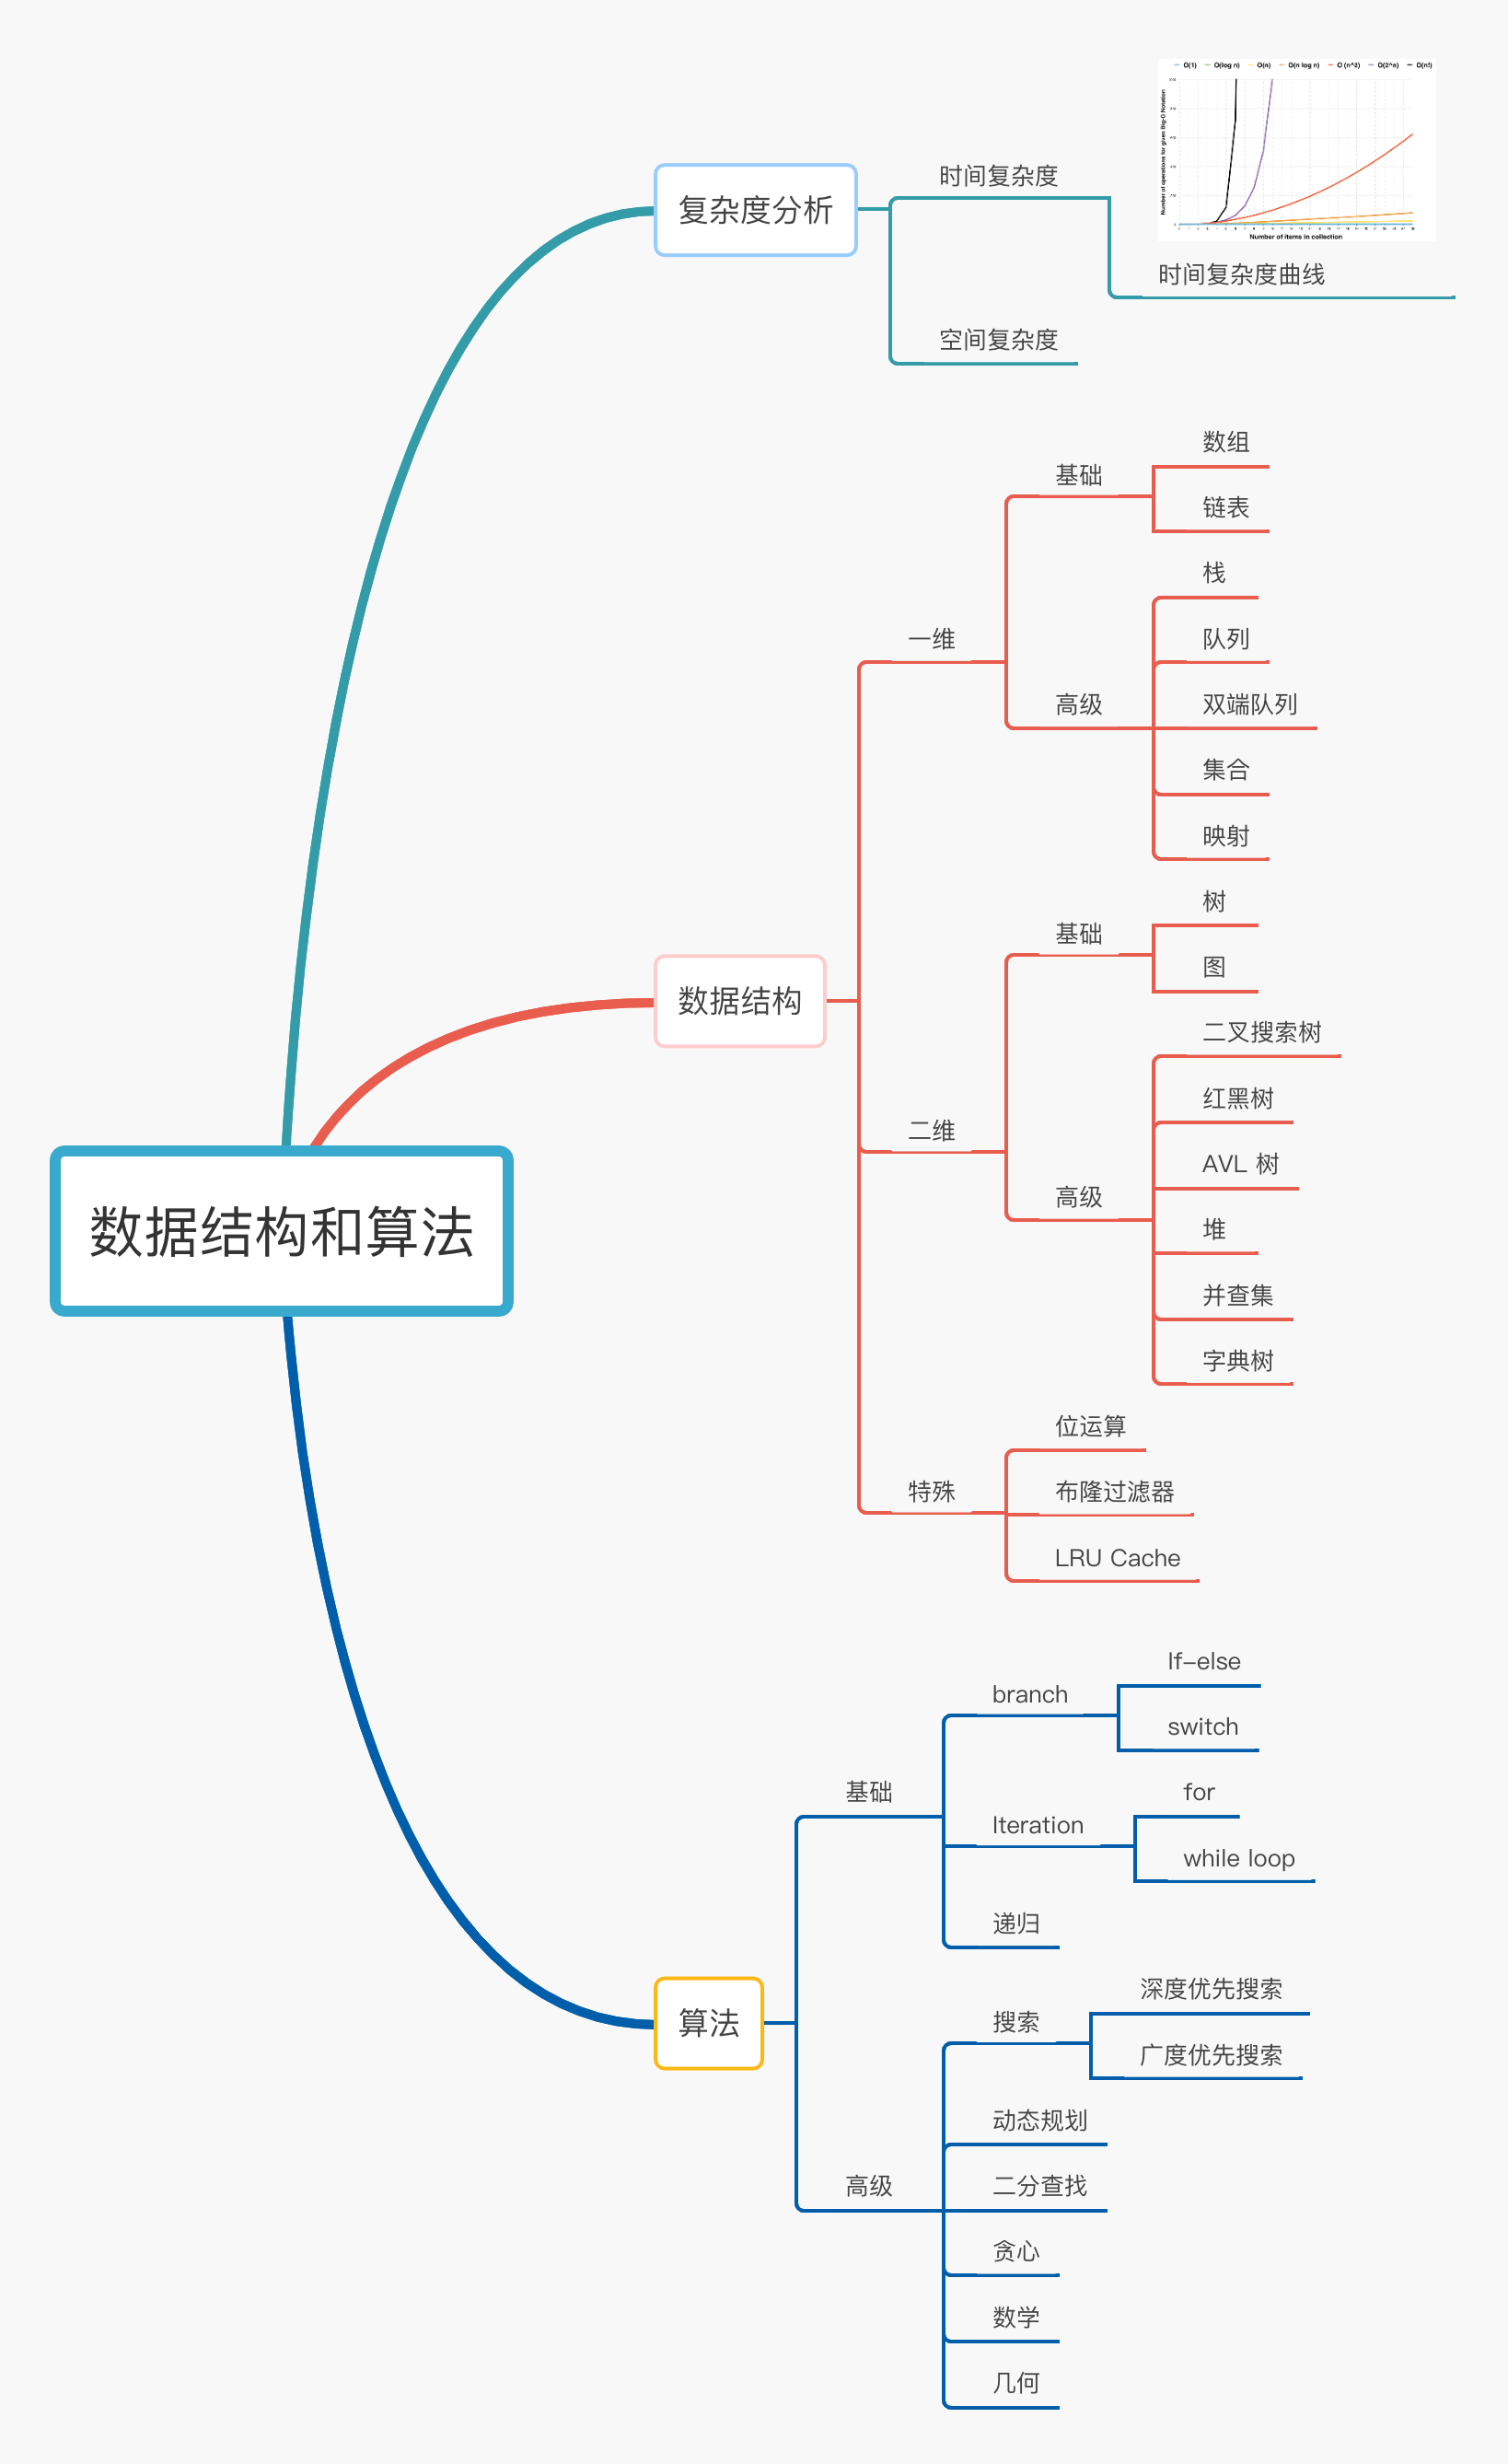 O(1) O(log n) O(n) O(n log n) O (n^2) O(2^n) O(n!)
Number of operations for given Big-O Notation
Number of items in collection
复杂度分析
时间复杂度
时间复杂度曲线
空间复杂度
数据结构和算法
数据结构
一维
基础
数组
链表
高级
栈
队列
双端队列
集合
映射
二维
基础
树
图
高级
二叉搜索树
红黑树
AVL 树
堆
并查集
字典树
特殊
位运算
布隆过滤器
LRU Cache
算法
基础
branch
If-else
switch
Iteration
for
while loop
递归
高级
搜索
深度优先搜索
广度优先搜索
动态规划
二分查找
贪心
数学
几何